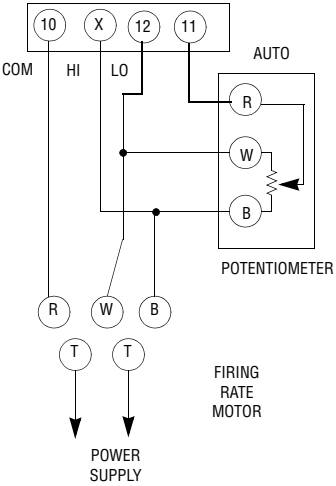 10 X 12 11
COM HI LO
AUTO
R
W
B
POTENTIOMETER
R W B
T T
FIRING
RATE
MOTOR
POWER
SUPPLY